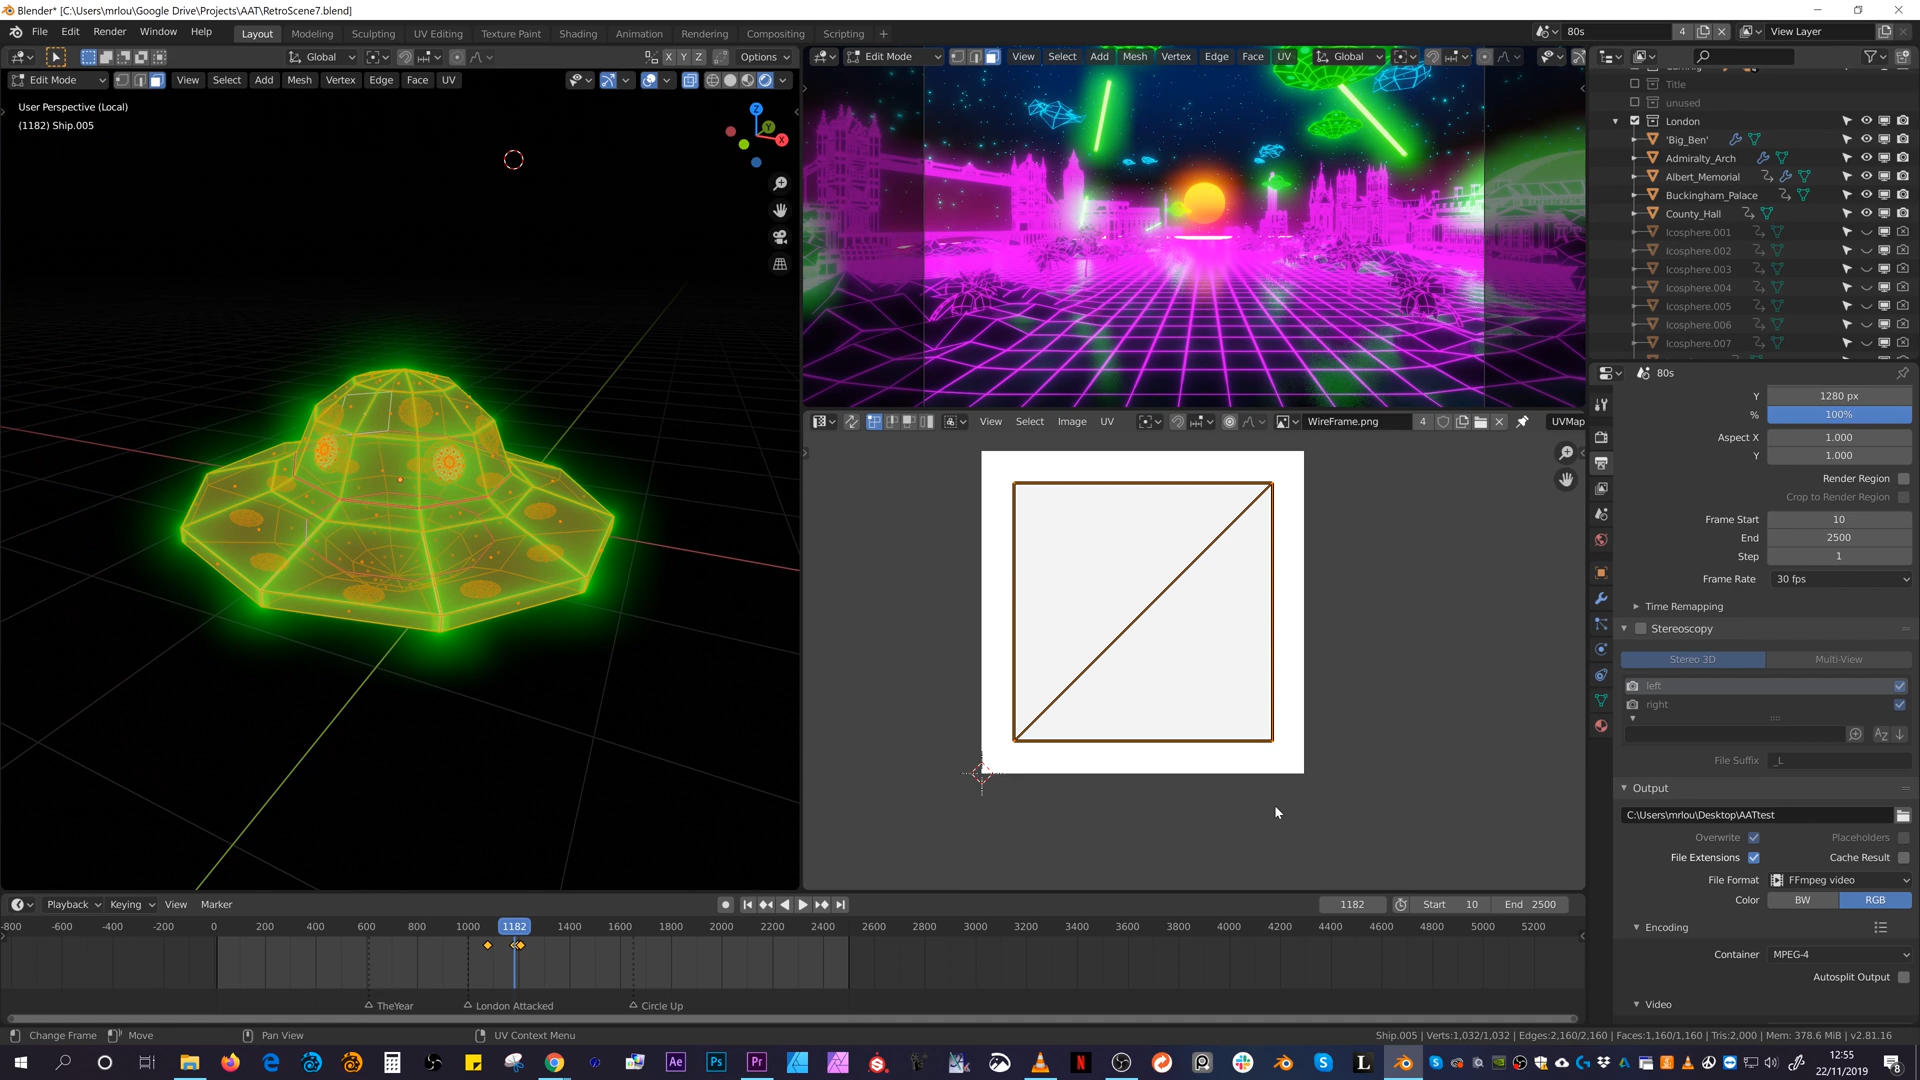 Blender* [C:\Users\mrlou\Google Drive\Projects\AAT\RetroScene7.blend]
File Edit Render Window Help Layout Modeling Sculpting UV Editing Texture Paint Shading Animation Rendering Compositing Scripting + 80s 4 View Layer
Global X Y Z Options
Edit Mode View Select Add Mesh Vertex Edge Face UV
Edit Mode View Select Add Mesh Vertex Edge Face UV Global
User Perspective (Local)
(1182) Ship.005
Z
Y
X
Title
unused
London
'Big_Ben'
Admiralty_Arch
Albert_Memorial
Buckingham_Palace
County_Hall
Icosphere.001
Icosphere.002
Icosphere.003
Icosphere.004
Icosphere.005
Icosphere.006
Icosphere.007
View Select Image UV WireFrame.png 4 UVMap
80s
Y 1280 px
% 100%
Aspect X 1.000
Y 1.000
Render Region
Crop to Render Region
Frame Start 10
End 2500
Step 1
Frame Rate 30 fps
Time Remapping
Stereoscopy
Stereo 3D Multi-View
left
right
File Suffix _L
Output
C:\Users\mrlou\Desktop\AATtest
Overwrite Placeholders
File Extensions Cache Result
File Format FFmpeg video
Color BW RGB
Encoding
Container MPEG-4
Autosplit Output
Video
Playback Keying View Marker 1182 Start 10 End 2500
-800 -600 -400 -200 0 200 400 600 800 1000 1182 1400 1600 1800 2000 2200 2400 2600 2800 3000 3200 3400 3600 3800 4000 4200 4400 4600 4800 5000 5200
TheYear London Attacked Circle Up
Change Frame Move Pan View UV Context Menu Ship.005 | Verts:1,032/1,032 | Edges:2,160/2,160 | Faces:1,160/1,160 | Tris:2,000 | Mem: 378.6 MiB | v2.81.16
Ae Ps Pr N S L
12:55
22/11/2019
8